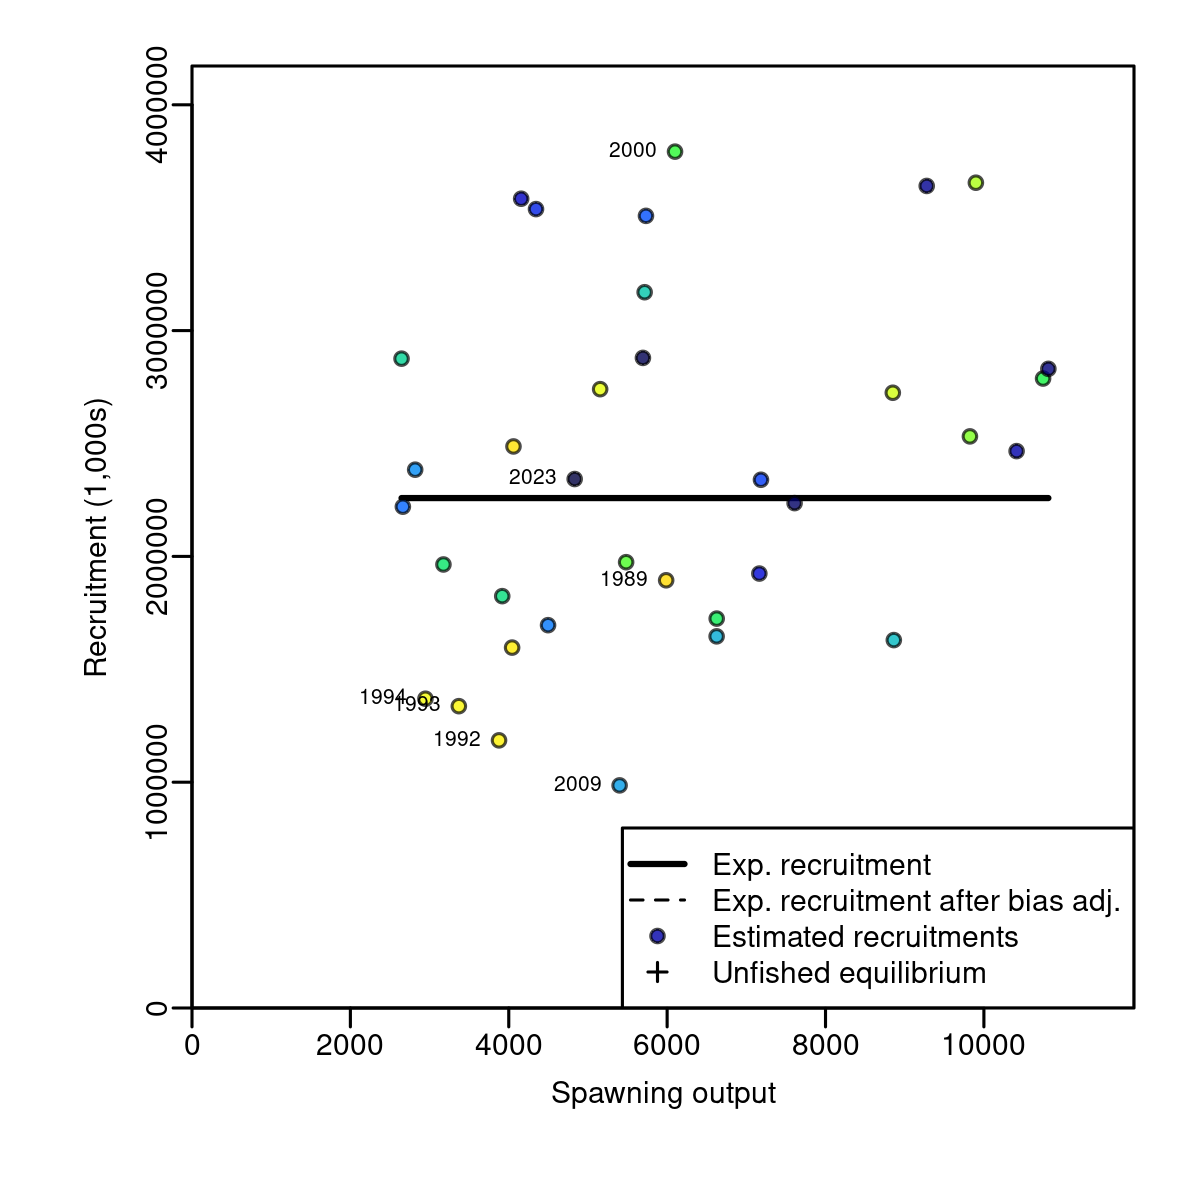 4000000
3000000
2000000
1000000
0
Recruitment (1,000s)
2000
2023
1989
1994
1993
1992
2009
Exp. recruitment
Exp. recruitment after bias adj.
Estimated recruitments
Unfished equilibrium
0 2000 4000 6000 8000 10000
Spawning output